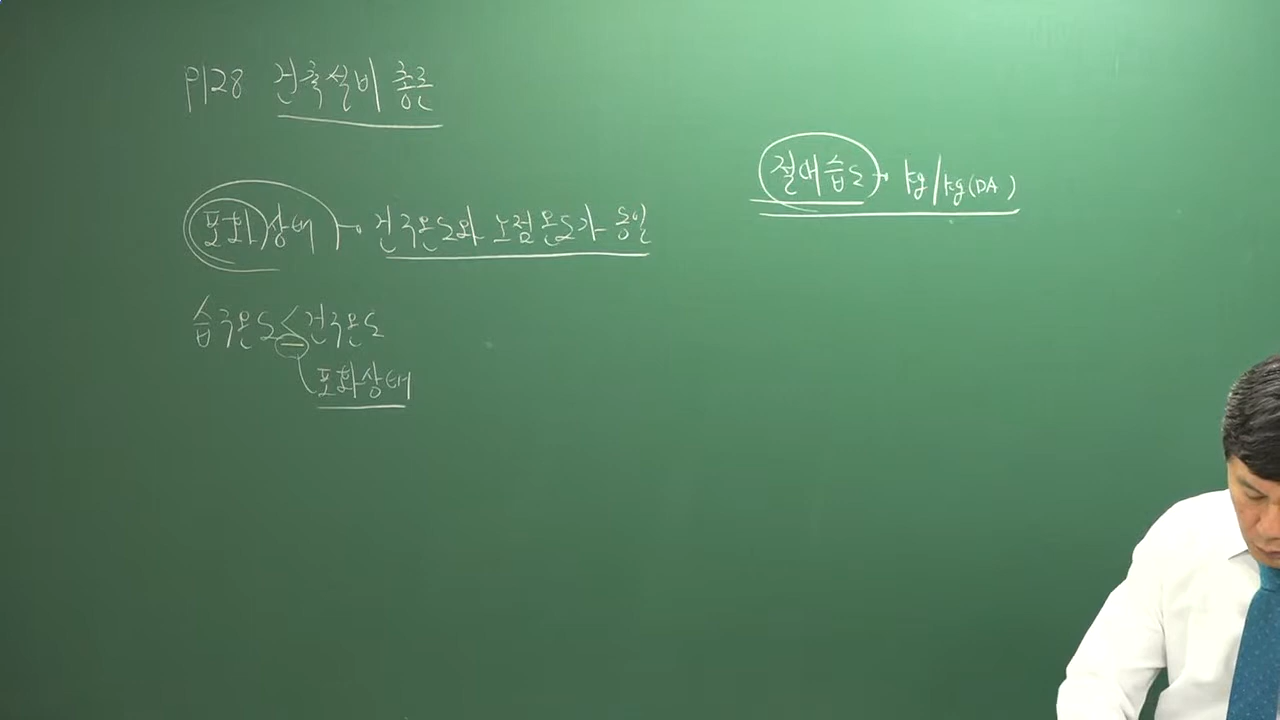 P128 건축설비 총론
포화상태 → 건구온도와 노점온도가 동일
습구온도 < 건구온도
=
포화상태
절대습도 → kg/kg(DA)